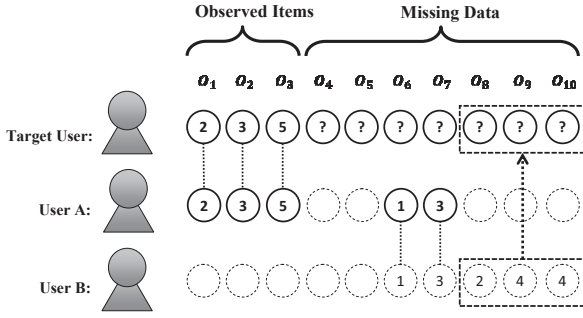 Observed Items Missing Data
o1 o2 o3 o4 o5 o6 o7 o8 o9 o10
Target User: 2 3 5 ? ? ? ? ? ? ?
User A: 2 3 5 1 3
User B: 1 3 2 4 4